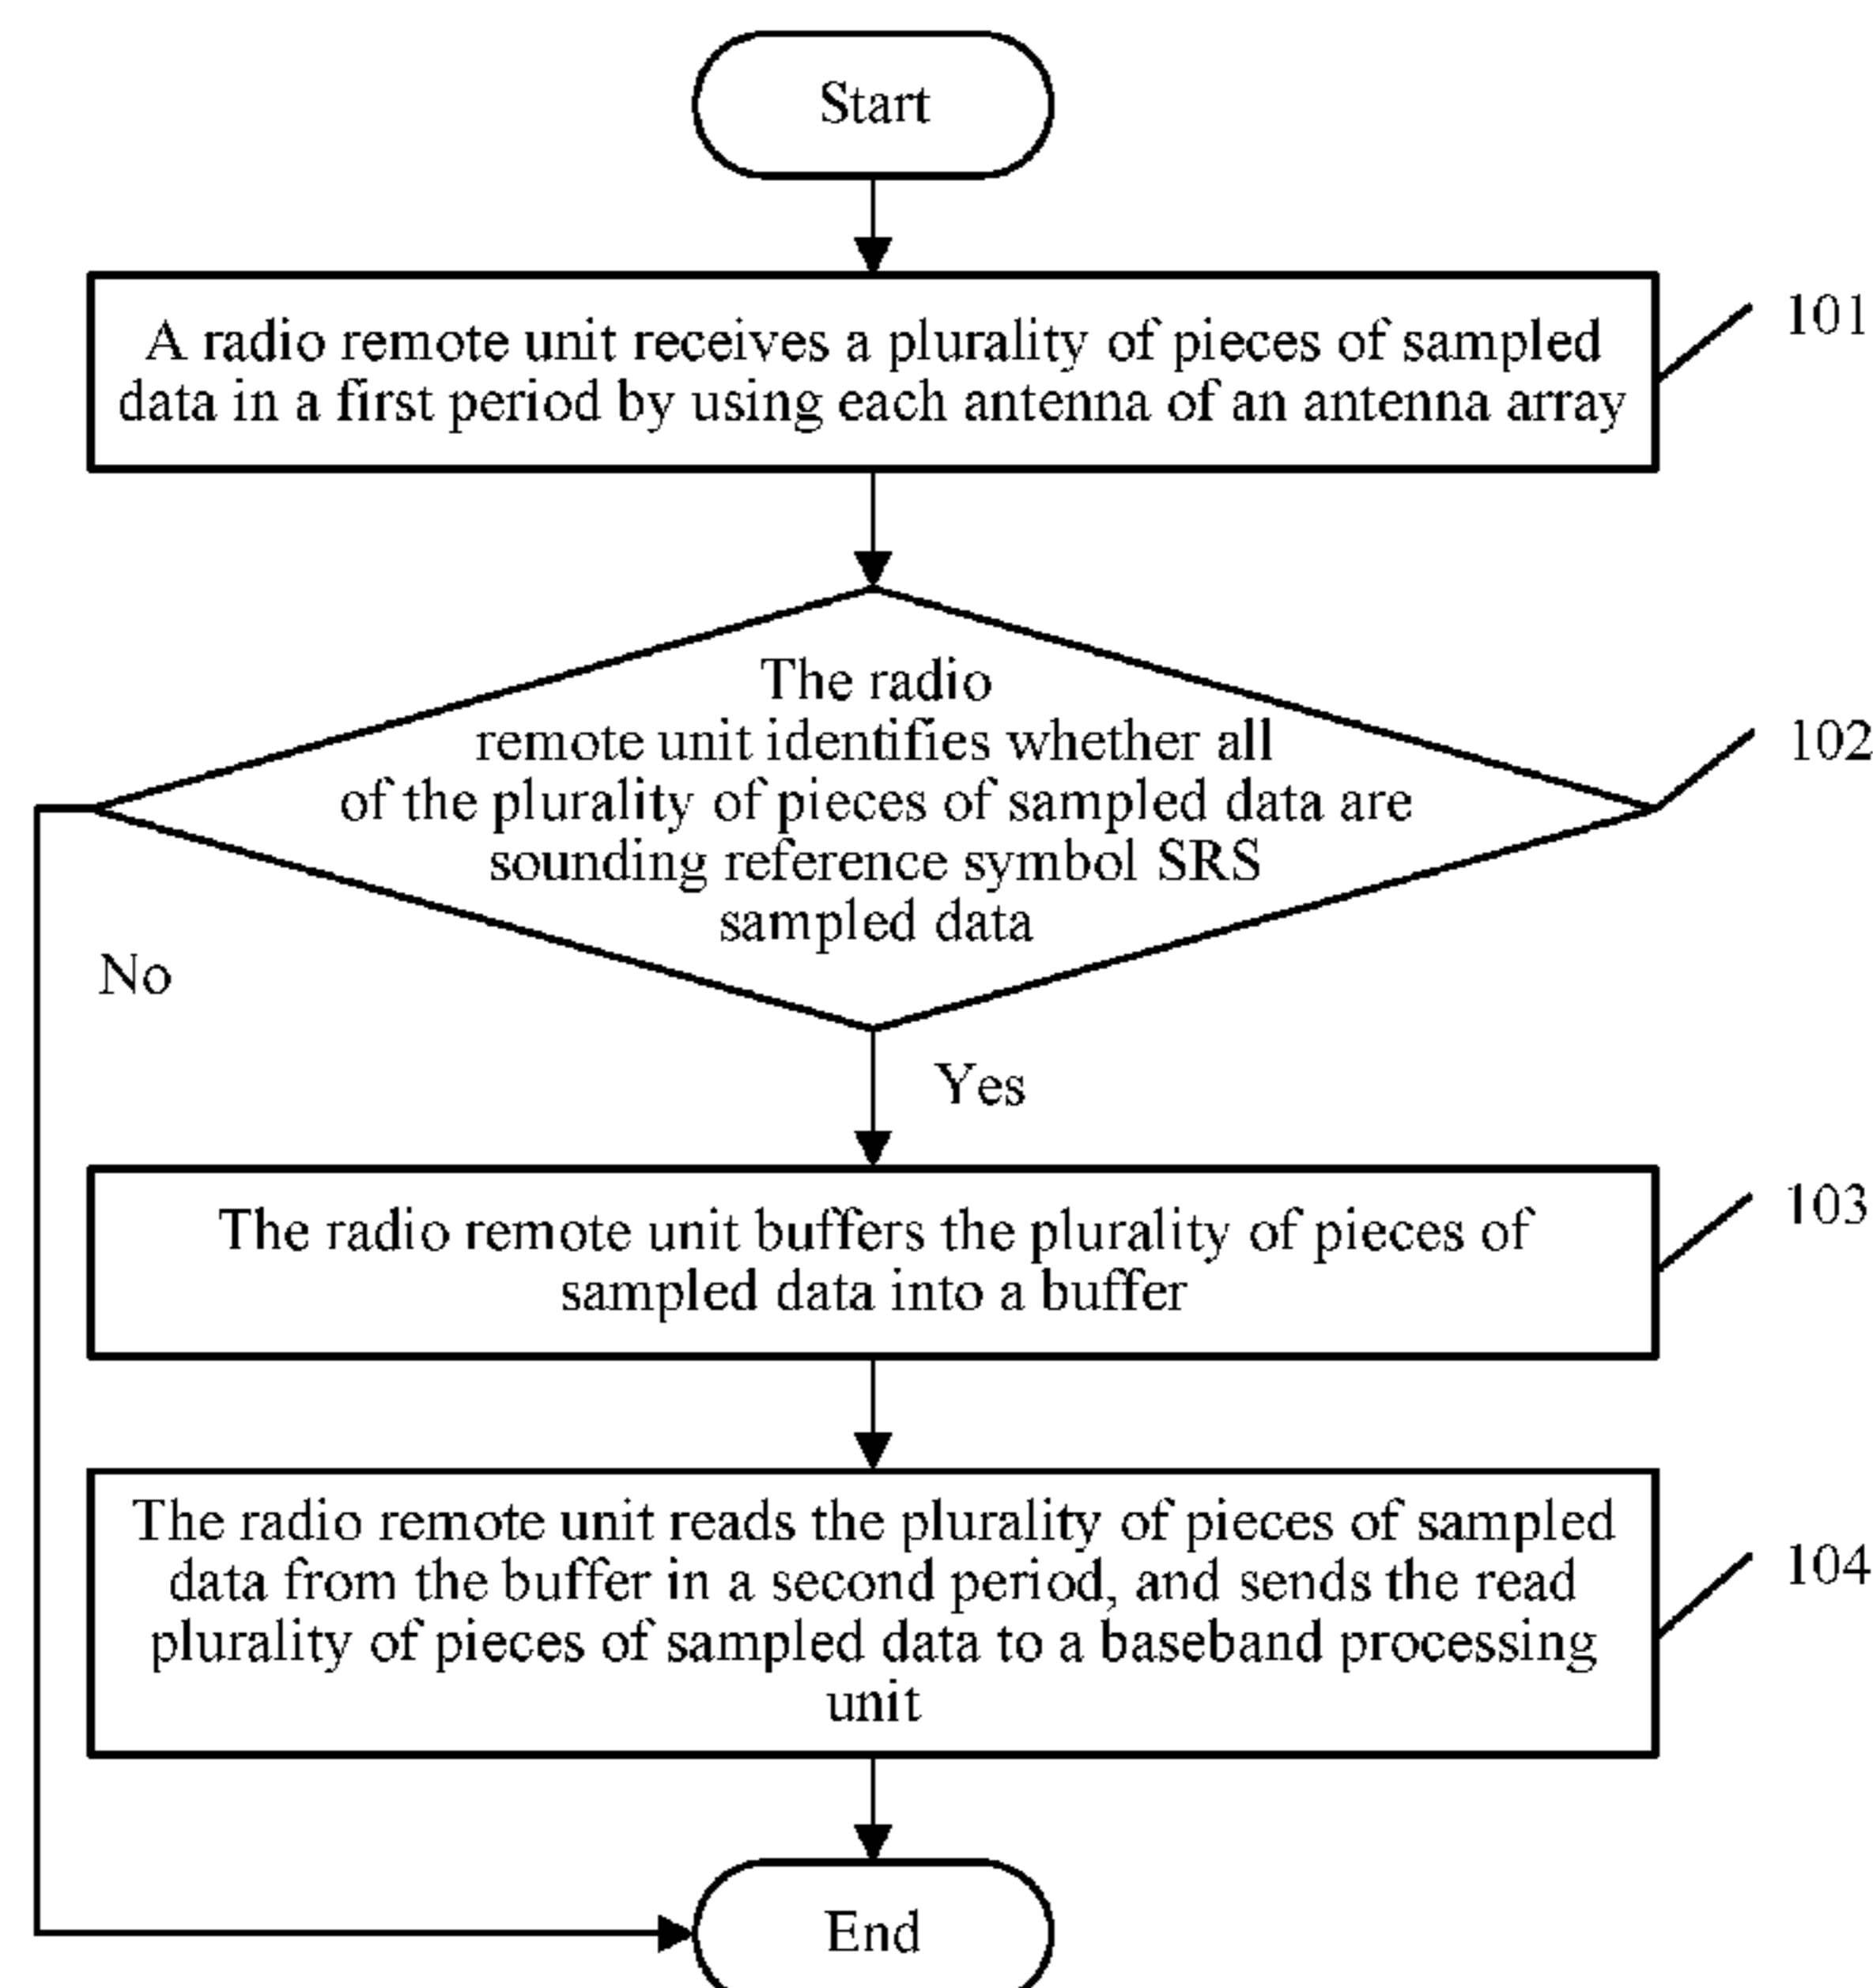 Start
A radio remote unit receives a plurality of pieces of sampled
data in a first period by using each antenna of an antenna array
101
The radio
remote unit identifies whether all
of the plurality of pieces of sampled data are
sounding reference symbol SRS
sampled data
102
No
Yes
The radio remote unit buffers the plurality of pieces of
sampled data into a buffer
103
The radio remote unit reads the plurality of pieces of sampled
data from the buffer in a second period, and sends the read
plurality of pieces of sampled data to a baseband processing
unit
104
End